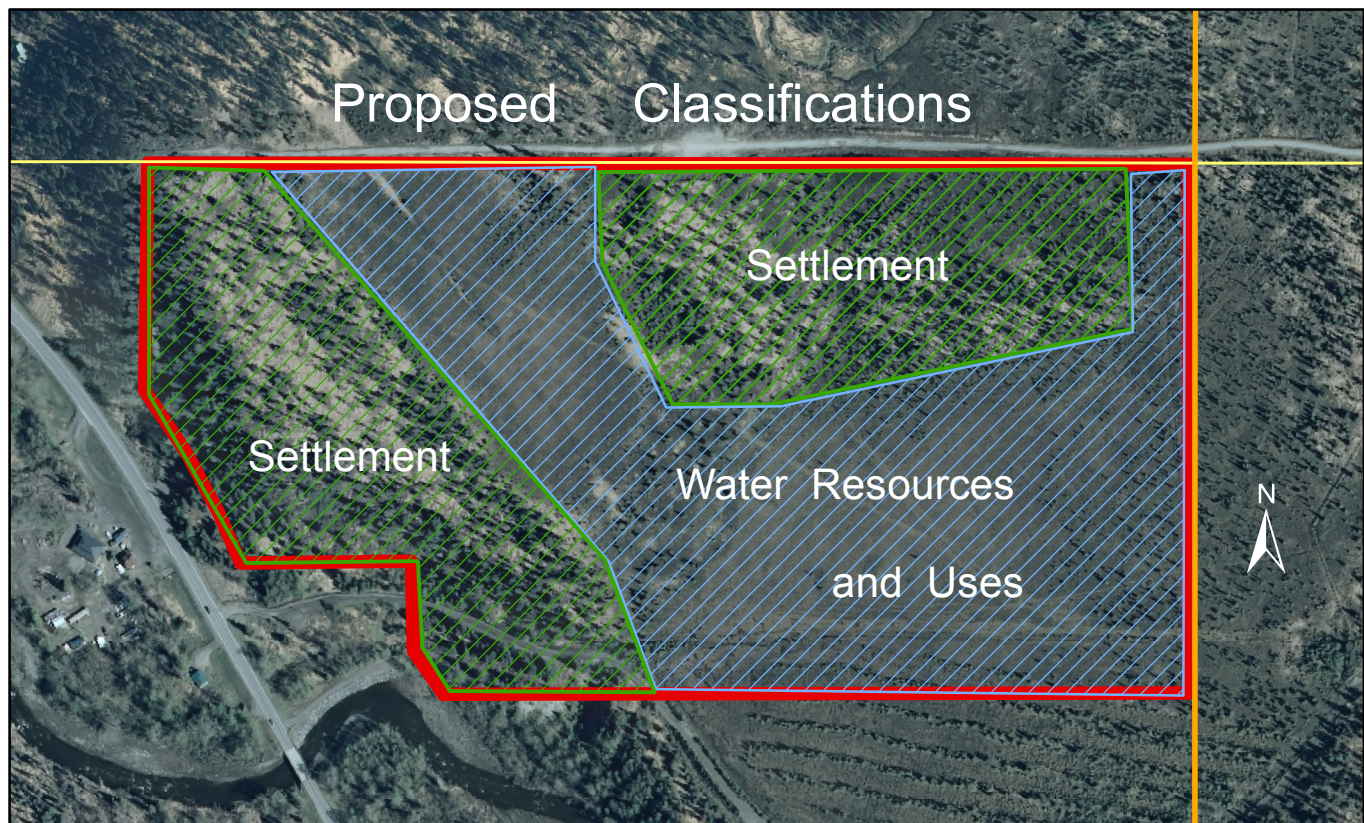 Proposed Classifications
Settlement
Settlement
Water Resources
and Uses
N